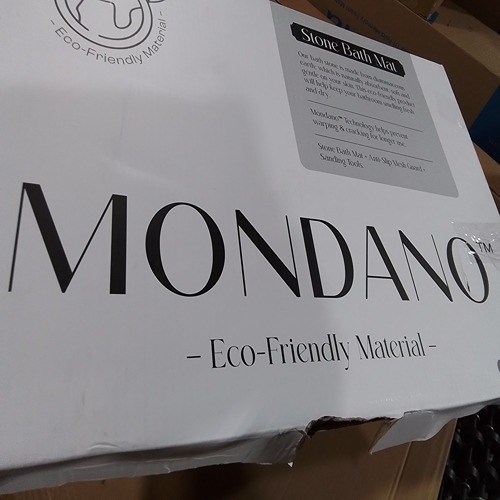 - Eco-Friendly Material -
Stone Bath Mat
Our bath stone is made from diatomaceous
earth, which is naturally absorbent, soft and
gentle on your skin. This eco-friendly product
will help keep your bathroom smelling fresh
and dry.
Mondano™ Technology helps prevent
warping & cracking for longer use.
Stone Bath Mat + Anti-Slip Mesh Guard +
Sanding Tools.
MONDANO™
- Eco-Friendly Material -